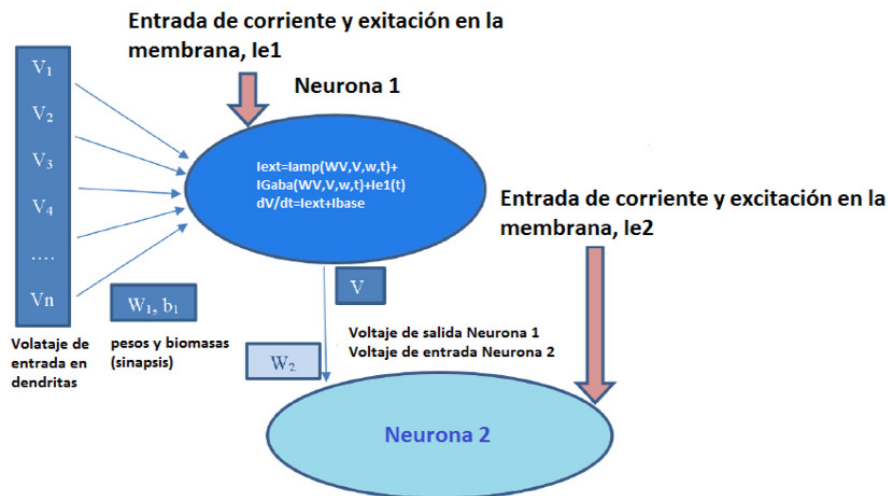 Entrada de corriente y exitación en la
membrana, Ie1
Neurona 1
V1
V2
V3
V4
....
Vn
Iext=Iamp(WV,V,w,t)+
IGaba(WV,V,w,t)+Ie1(t)
dV/dt=Iext+Ibase
Entrada de corriente y excitación en la
membrana, Ie2
W1, b1
V
Volataje de
entrada en
dendritas
pesos y biomasas
(sinapsis)
Voltaje de salida Neurona 1
Voltaje de entrada Neurona 2
W2
Neurona 2